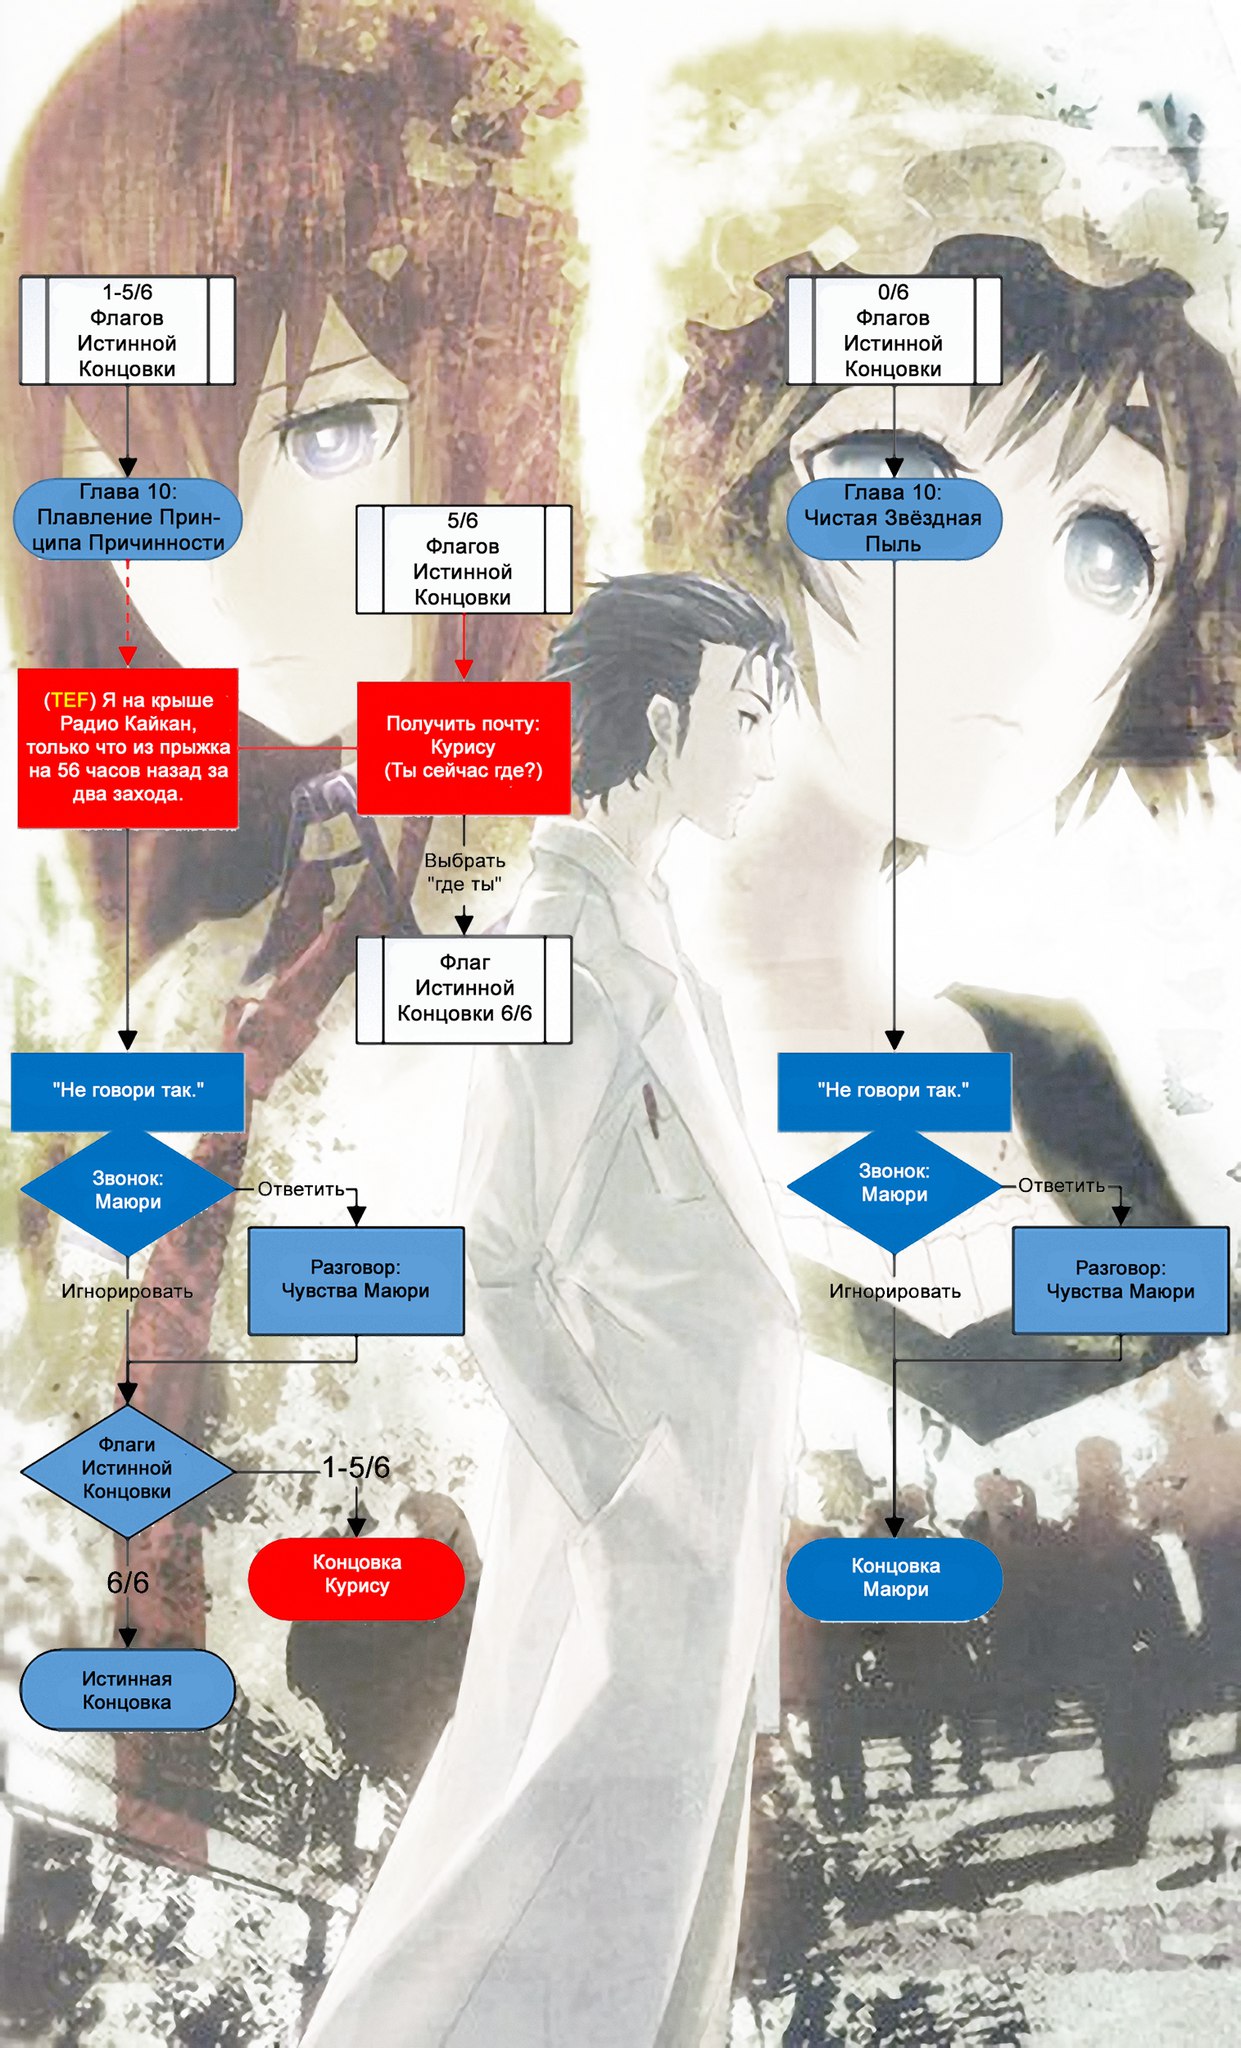 1-5/6
Флагов
Истинной
Концовки
0/6
Флагов
Истинной
Концовки
Глава 10:
Плавление Прин-
ципа Причинности
5/6
Флагов
Истинной
Концовки
Глава 10:
Чистая Звёздная
Пыль
(TEF) Я на крыше
Радио Кайкан,
только что из прыжка
на 56 часов назад за
два захода.
Получить почту:
Курису
(Ты сейчас где?)
Выбрать
"где ты"
Флаг
Истинной
Концовки 6/6
"Не говори так."
Звонок:
Маюри
Ответить
Разговор:
Чувства Маюри
Игнорировать
"Не говори так."
Звонок:
Маюри
Ответить
Разговор:
Чувства Маюри
Игнорировать
Флаги
Истинной
Концовки
1-5/6
Концовка
Курису
6/6
Истинная
Концовка
Концовка
Маюри